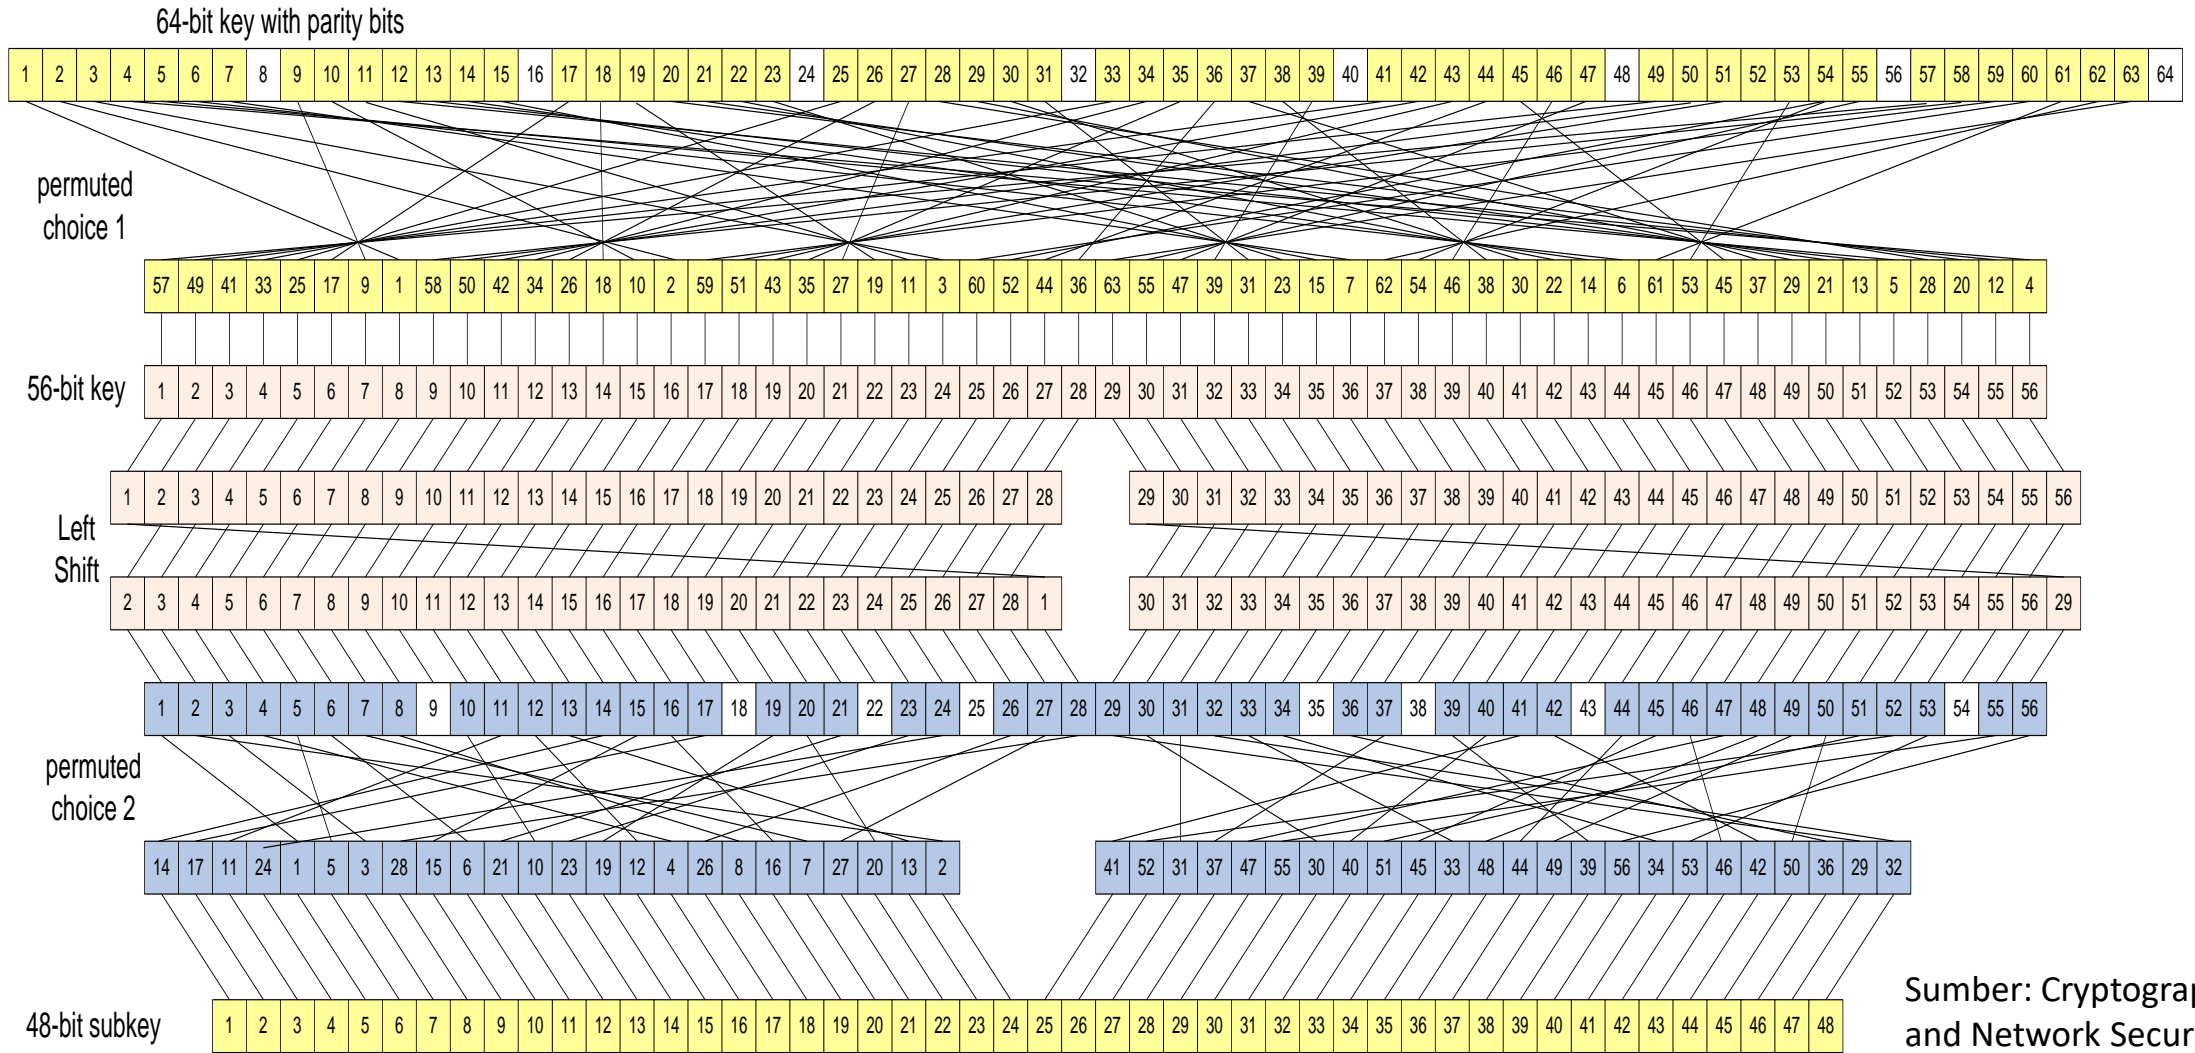 64-bit key with parity bits
1 2 3 4 5 6 7 8 9 10 11 12 13 14 15 16 17 18 19 20 21 22 23 24 25 26 27 28 29 30 31 32 33 34 35 36 37 38 39 40 41 42 43 44 45 46 47 48 49 50 51 52 53 54 55 56 57 58 59 60 61 62 63 64
permuted
choice 1
57 49 41 33 25 17 9 1 58 50 42 34 26 18 10 2 59 51 43 35 27 19 11 3 60 52 44 36 63 55 47 39 31 23 15 7 62 54 46 38 30 22 14 6 61 53 45 37 29 21 13 5 28 20 12 4
56-bit key
1 2 3 4 5 6 7 8 9 10 11 12 13 14 15 16 17 18 19 20 21 22 23 24 25 26 27 28 29 30 31 32 33 34 35 36 37 38 39 40 41 42 43 44 45 46 47 48 49 50 51 52 53 54 55 56
1 2 3 4 5 6 7 8 9 10 11 12 13 14 15 16 17 18 19 20 21 22 23 24 25 26 27 28 29 30 31 32 33 34 35 36 37 38 39 40 41 42 43 44 45 46 47 48 49 50 51 52 53 54 55 56
Left
Shift
2 3 4 5 6 7 8 9 10 11 12 13 14 15 16 17 18 19 20 21 22 23 24 25 26 27 28 1 30 31 32 33 34 35 36 37 38 39 40 41 42 43 44 45 46 47 48 49 50 51 52 53 54 55 56 29
1 2 3 4 5 6 7 8 9 10 11 12 13 14 15 16 17 18 19 20 21 22 23 24 25 26 27 28 29 30 31 32 33 34 35 36 37 38 39 40 41 42 43 44 45 46 47 48 49 50 51 52 53 54 55 56
permuted
choice 2
14 17 11 24 1 5 3 28 15 6 21 10 23 19 12 4 26 8 16 7 27 20 13 2 41 52 31 37 47 55 30 40 51 45 33 48 44 49 39 56 34 53 46 42 50 36 29 32
48-bit subkey
1 2 3 4 5 6 7 8 9 10 11 12 13 14 15 16 17 18 19 20 21 22 23 24 25 26 27 28 29 30 31 32 33 34 35 36 37 38 39 40 41 42 43 44 45 46 47 48
Sumber: Cryptograp
and Network Secur